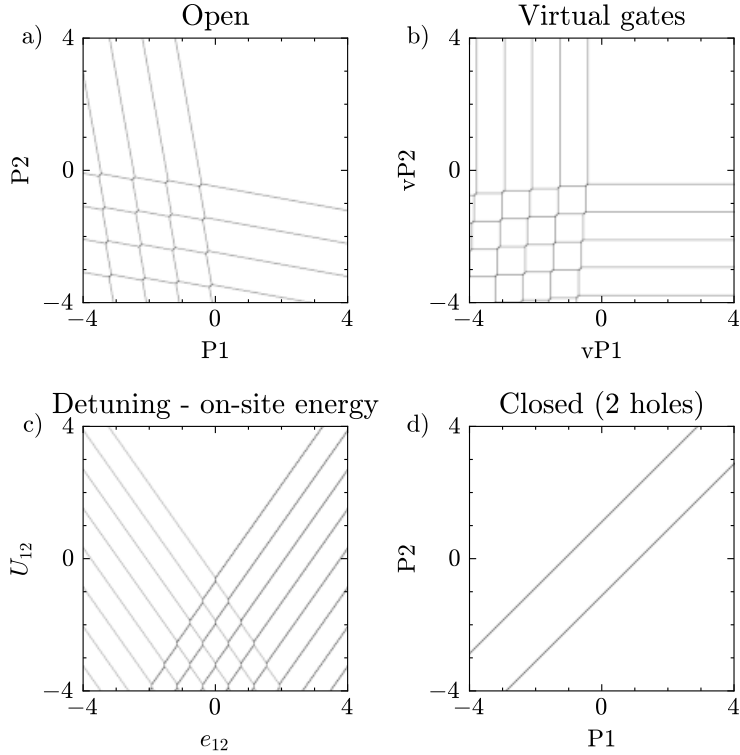 Open
a)
4
0
−4
P2
−4
0
4
P1
Virtual gates
b)
4
0
−4
vP2
−4
0
4
vP1
Detuning - on-site energy
c)
4
0
−4
U12
−4
0
4
e12
Closed (2 holes)
d)
4
0
−4
P2
−4
0
4
P1